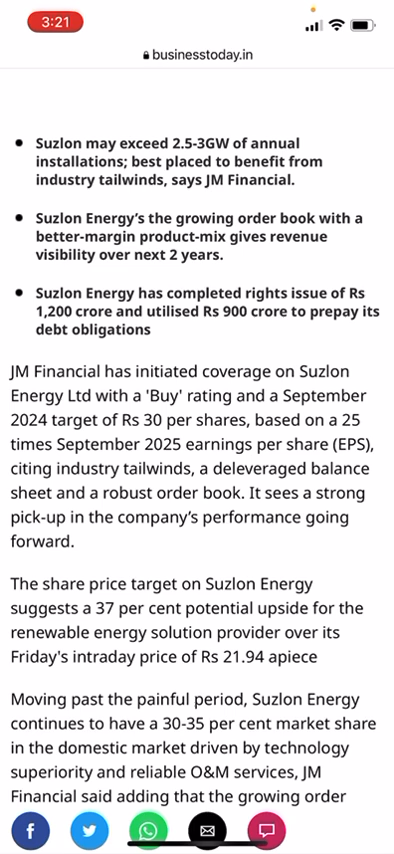 3:21
businesstoday.in
• Suzlon may exceed 2.5-3GW of annual
installations; best placed to benefit from
industry tailwinds, says JM Financial.
• Suzlon Energy’s the growing order book with a
better-margin product-mix gives revenue
visibility over next 2 years.
• Suzlon Energy has completed rights issue of Rs
1,200 crore and utilised Rs 900 crore to prepay its
debt obligations
JM Financial has initiated coverage on Suzlon
Energy Ltd with a 'Buy' rating and a September
2024 target of Rs 30 per shares, based on a 25
times September 2025 earnings per share (EPS),
citing industry tailwinds, a deleveraged balance
sheet and a robust order book. It sees a strong
pick-up in the company’s performance going
forward.
The share price target on Suzlon Energy
suggests a 37 per cent potential upside for the
renewable energy solution provider over its
Friday's intraday price of Rs 21.94 apiece
Moving past the painful period, Suzlon Energy
continues to have a 30-35 per cent market share
in the domestic market driven by technology
superiority and reliable O&M services, JM
Financial said adding that the growing order